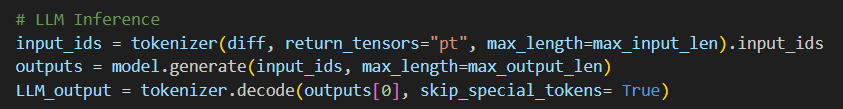 # LLM Inference
input_ids = tokenizer(diff, return_tensors="pt", max_length=max_input_len).input_ids
outputs = model.generate(input_ids, max_length=max_output_len)
LLM_output = tokenizer.decode(outputs[0], skip_special_tokens= True)